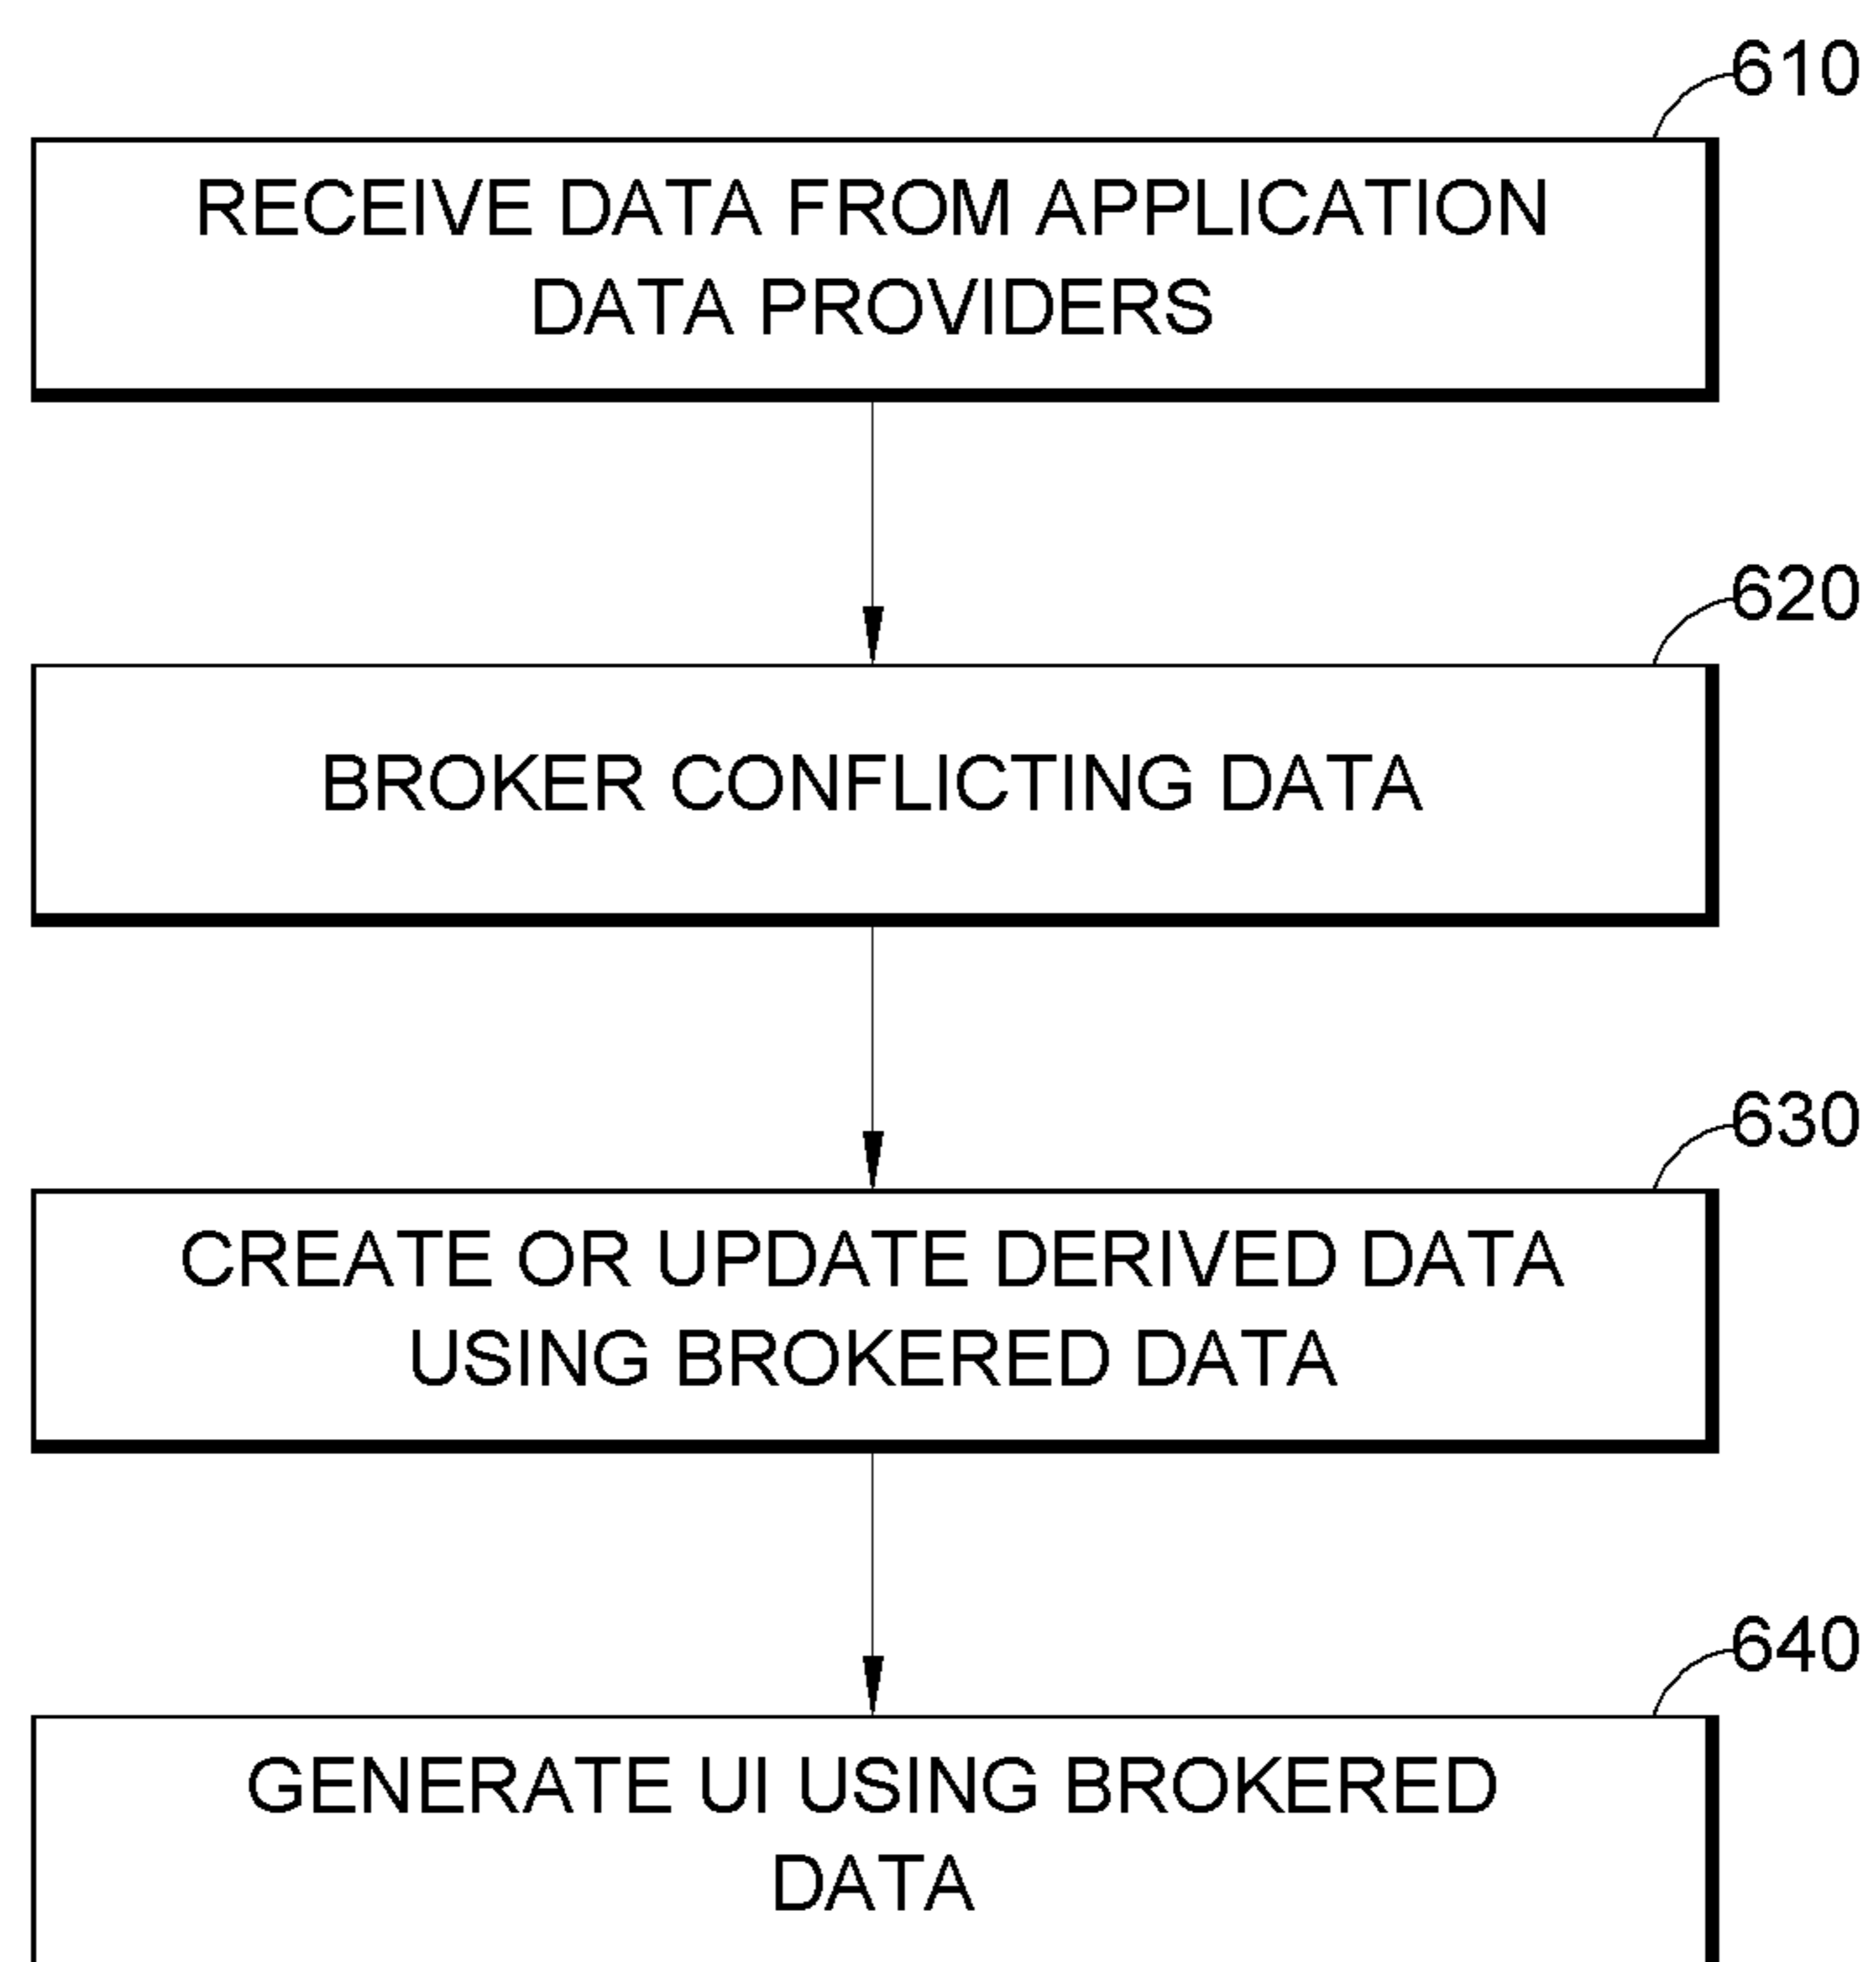 610
RECEIVE DATA FROM APPLICATION
DATA PROVIDERS
620
BROKER CONFLICTING DATA
630
CREATE OR UPDATE DERIVED DATA
USING BROKERED DATA
640
GENERATE UI USING BROKERED
DATA